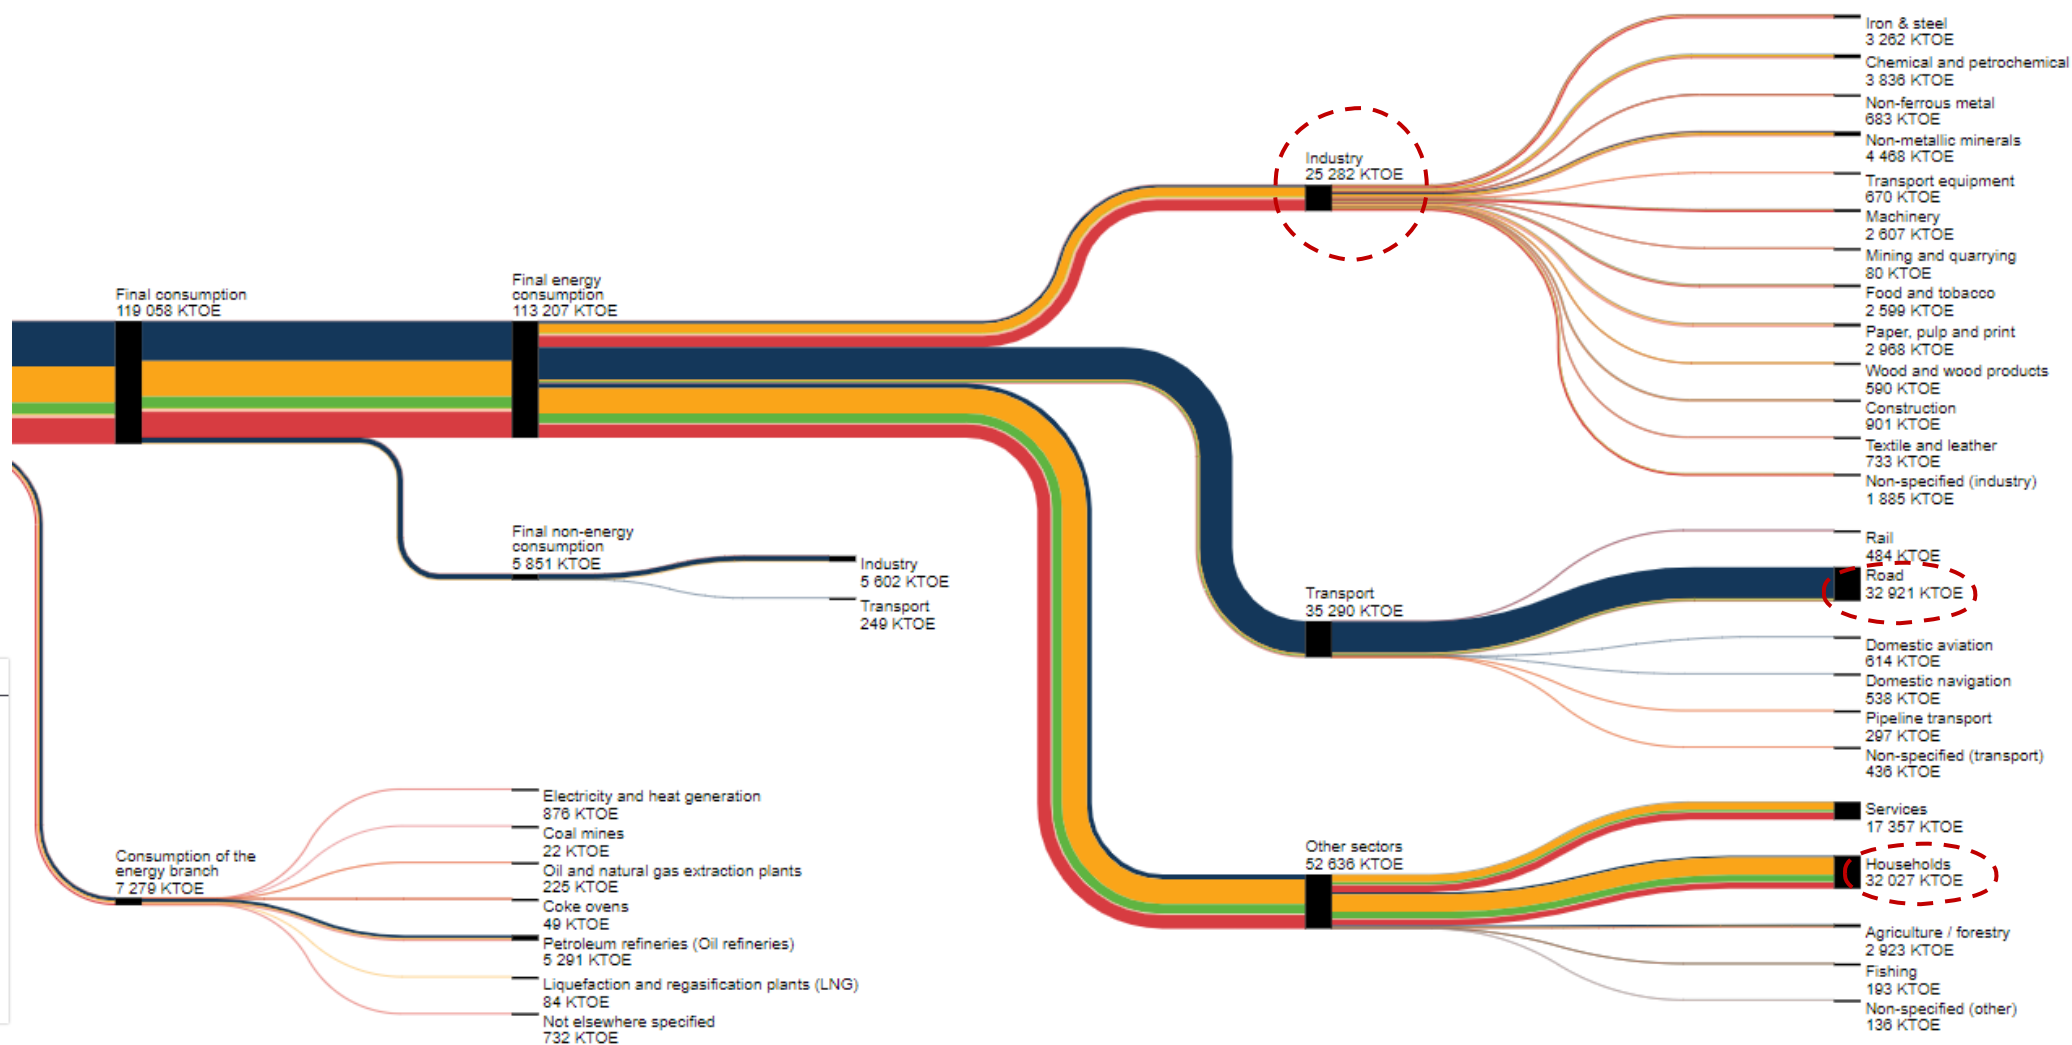 Final consumption
119 058 KTOE
Final energy
consumption
113 207 KTOE
Industry
25 282 KTOE
Iron & steel
3 262 KTOE
Chemical and petrochemical
3 836 KTOE
Non-ferrous metal
683 KTOE
Non-metallic minerals
4 468 KTOE
Transport equipment
670 KTOE
Machinery
2 607 KTOE
Mining and quarrying
80 KTOE
Food and tobacco
2 599 KTOE
Paper, pulp and print
2 968 KTOE
Wood and wood products
590 KTOE
Construction
901 KTOE
Textile and leather
733 KTOE
Non-specified (industry)
1 885 KTOE
Final non-energy
consumption
5 851 KTOE
Industry
5 602 KTOE
Transport
249 KTOE
Transport
35 290 KTOE
Rail
484 KTOE
Road
32 921 KTOE
Domestic aviation
614 KTOE
Domestic navigation
538 KTOE
Pipeline transport
297 KTOE
Non-specified (transport)
436 KTOE
Consumption of the
energy branch
7 279 KTOE
Electricity and heat generation
876 KTOE
Coal mines
22 KTOE
Oil and natural gas extraction plants
225 KTOE
Coke ovens
49 KTOE
Petroleum refineries (Oil refineries)
5 291 KTOE
Liquefaction and regasification plants (LNG)
84 KTOE
Not elsewhere specified
732 KTOE
Other sectors
52 636 KTOE
Services
17 357 KTOE
Households
32 027 KTOE
Agriculture / forestry
2 923 KTOE
Fishing
193 KTOE
Non-specified (other)
136 KTOE